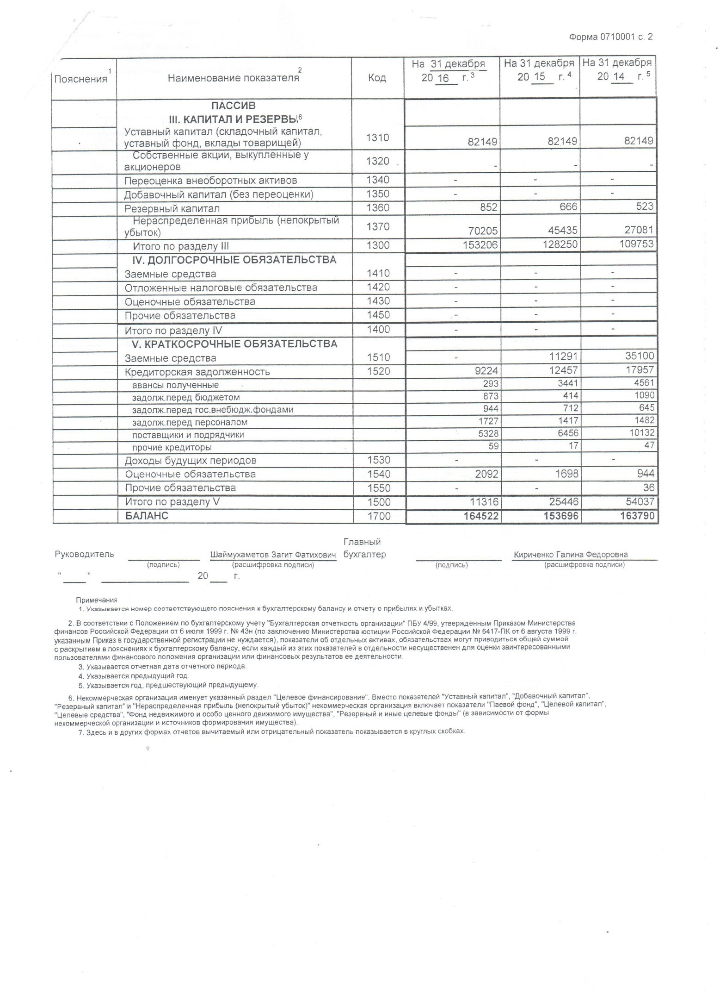 Форма 0710001 с. 2
Пояснения 1 Наименование показателя 2 Код На 31 декабря 20 16 г. 3 На 31 декабря 20 15 г. 4 На 31 декабря 20 14 г. 5
ПАССИВ
III. КАПИТАЛ И РЕЗЕРВЫ 6
Уставный капитал (складочный капитал,
уставный фонд, вклады товарищей) 1310 82149 82149 82149
Собственные акции, выкупленные у
акционеров 1320 - - -
Переоценка внеоборотных активов 1340 - - -
Добавочный капитал (без переоценки) 1350 - - -
Резервный капитал 1360 852 666 523
Нераспределенная прибыль (непокрытый
убыток) 1370 70205 45435 27081
Итого по разделу III 1300 153206 128250 109753
IV. ДОЛГОСРОЧНЫЕ ОБЯЗАТЕЛЬСТВА
Заемные средства 1410 - - -
Отложенные налоговые обязательства 1420 - - -
Оценочные обязательства 1430 - - -
Прочие обязательства 1450 - - -
Итого по разделу IV 1400 - - -
V. КРАТКОСРОЧНЫЕ ОБЯЗАТЕЛЬСТВА
Заемные средства 1510 - 11291 35100
Кредиторская задолженность 1520 9224 12457 17957
авансы полученные 293 3441 4561
задолж.перед бюджетом 873 414 1090
задолж.перед гос.внебюдж.фондами 944 712 645
задолж.перед персоналом 1727 1417 1482
поставщики и подрядчики 5328 6456 10132
прочие кредиторы 59 17 47
Доходы будущих периодов 1530 - - -
Оценочные обязательства 1540 2092 1698 944
Прочие обязательства 1550 - - 36
Итого по разделу V 1500 11316 25446 54037
БАЛАНС 1700 164522 153696 163790
Главный
Руководитель Шаймухаметов Загит Фатихович бухгалтер Кириченко Галина Федоровна
(подпись) (расшифровка подписи) (подпись) (расшифровка подписи)
" " 20 г.
Примечания
1. Указывается номер соответствующего пояснения к бухгалтерскому балансу и отчету о прибылях и убытках.
2. В соответствии с Положением по бухгалтерскому учету "Бухгалтерская отчетность организации" ПБУ 4/99, утвержденным Приказом Министерства
финансов Российской Федерации от 6 июля 1999 г. № 43н (по заключению Министерства юстиции Российской Федерации № 6417-ПК от 6 августа 1999 г.
указанным Приказ в государственной регистрации не нуждается), показатели об отдельных активах, обязательствах могут приводиться общей суммой
с раскрытием в пояснениях к бухгалтерскому балансу, если каждый из этих показателей в отдельности несущественен для оценки заинтересованными
пользователями финансового положения организации или финансовых результатов ее деятельности.
3. Указывается отчетная дата отчетного периода.
4. Указывается предыдущий год.
5. Указывается год, предшествующий предыдущему.
6. Некоммерческая организация именует указанный раздел "Целевое финансирование". Вместо показателей "Уставный капитал", "Добавочный капитал",
"Резервный капитал" и "Нераспределенная прибыль (непокрытый убыток)" некоммерческая организация включает показатели "Паевой фонд", "Целевой капитал",
"Целевые средства", "Фонд недвижимого и особо ценного движимого имущества", "Резервный и иные целевые фонды" (в зависимости от формы
некоммерческой организации и источников формирования имущества).
7. Здесь и в других формах отчетов вычитаемый или отрицательный показатель показывается в круглых скобках.